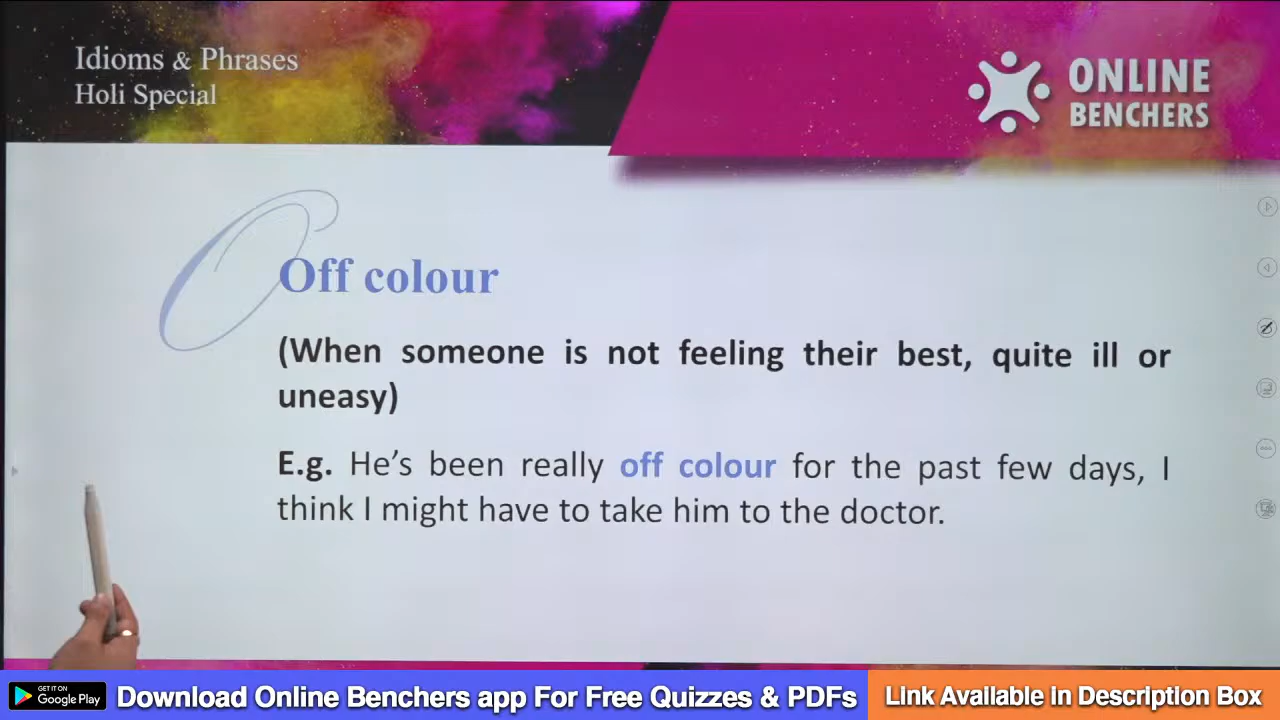 Idioms & Phrases
Holi Special
ONLINE
BENCHERS
Off colour
(When someone is not feeling their best, quite ill or
uneasy)
E.g. He's been really off colour for the past few days, I
think I might have to take him to the doctor.
GET IT ON
Google Play
Download Online Benchers app For Free Quizzes & PDFs
Link Available In Description Box